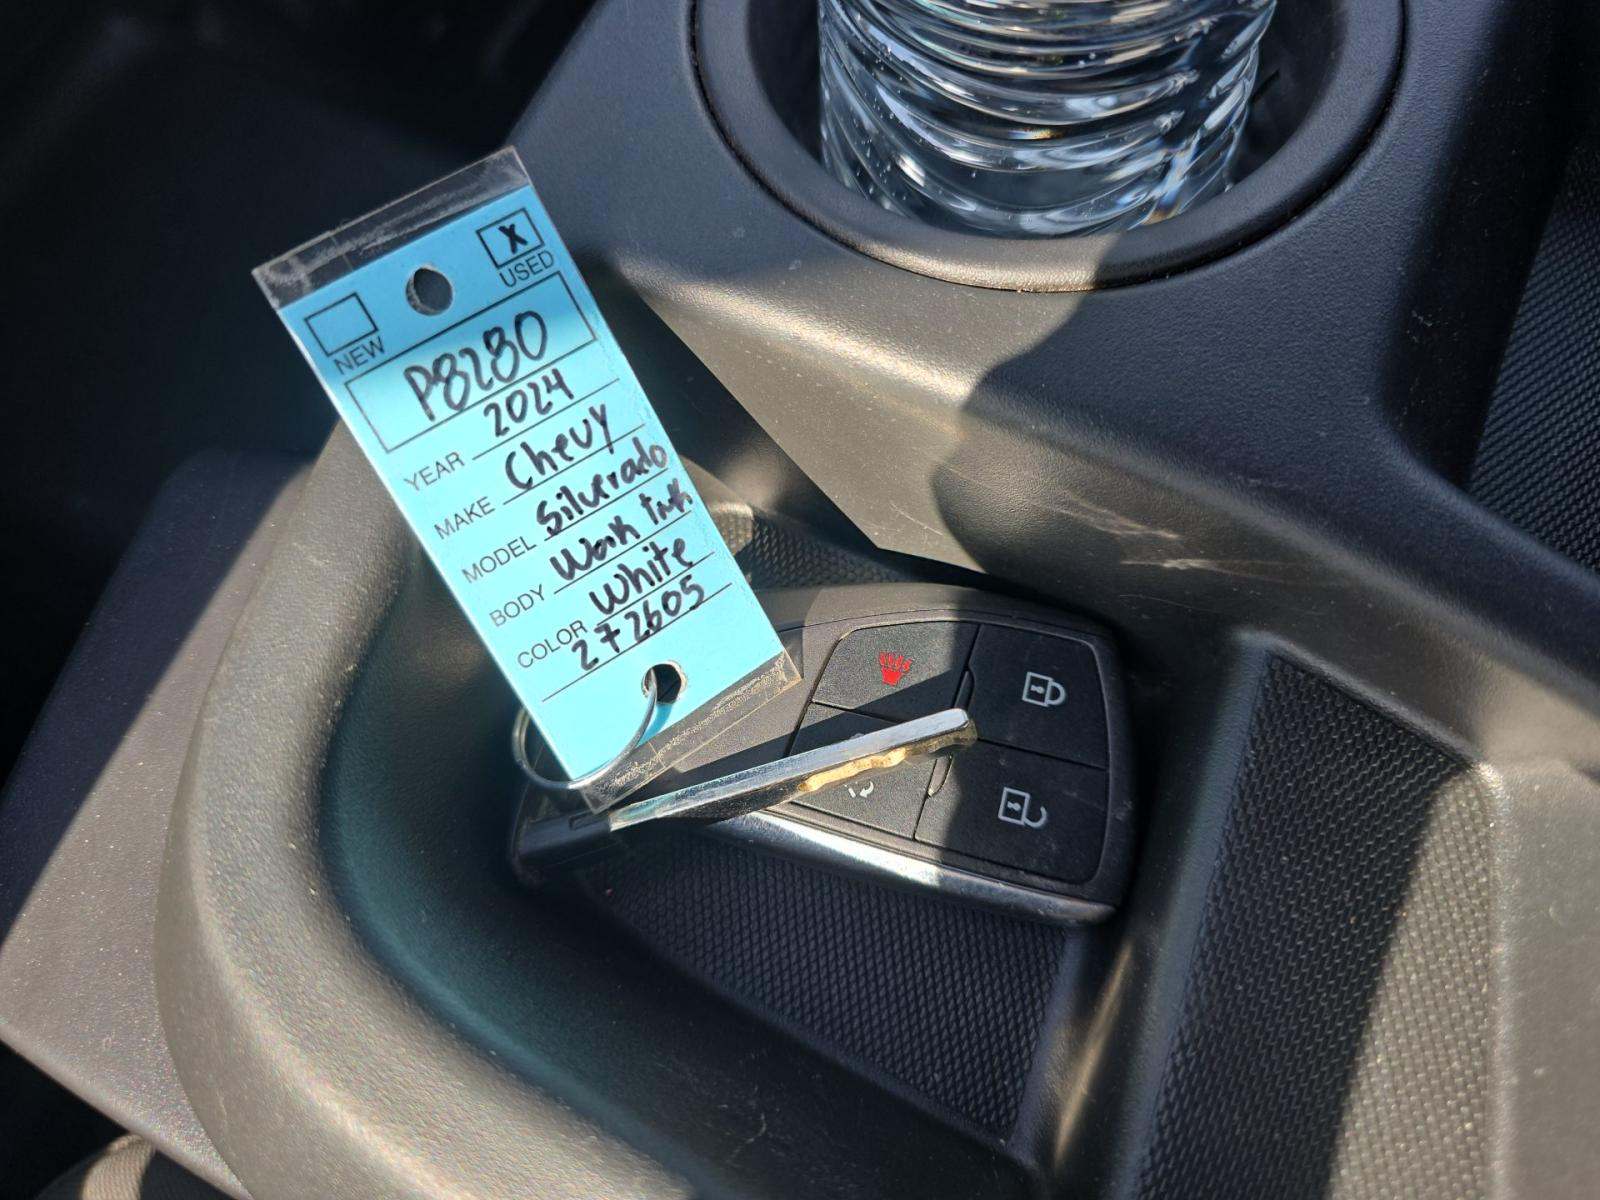 X
USED
NEW
P8280
YEAR 2024
MAKE Chevy
MODEL Silverado
BODY Work Truck
COLOR White
272605